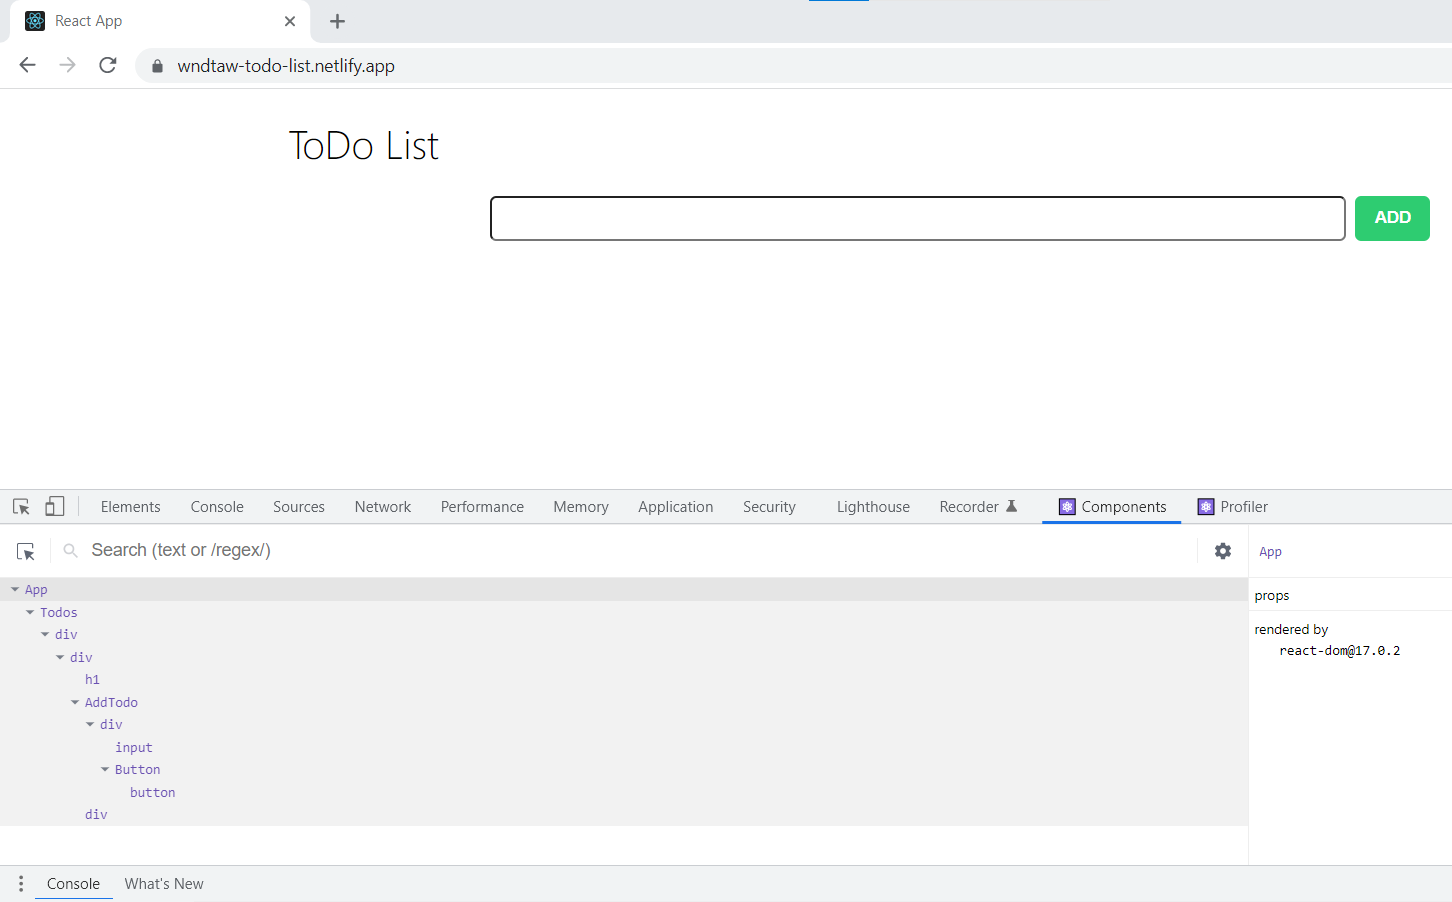 React App
wndtaw-todo-list.netlify.app
ToDo List
ADD
Elements Console Sources Network Performance Memory Application Security Lighthouse Recorder Components Profiler
Search (text or /regex/)
App
App
props
Todos
rendered by
div
react-dom@17.0.2
div
h1
AddTodo
div
input
Button
button
div
Console What's New